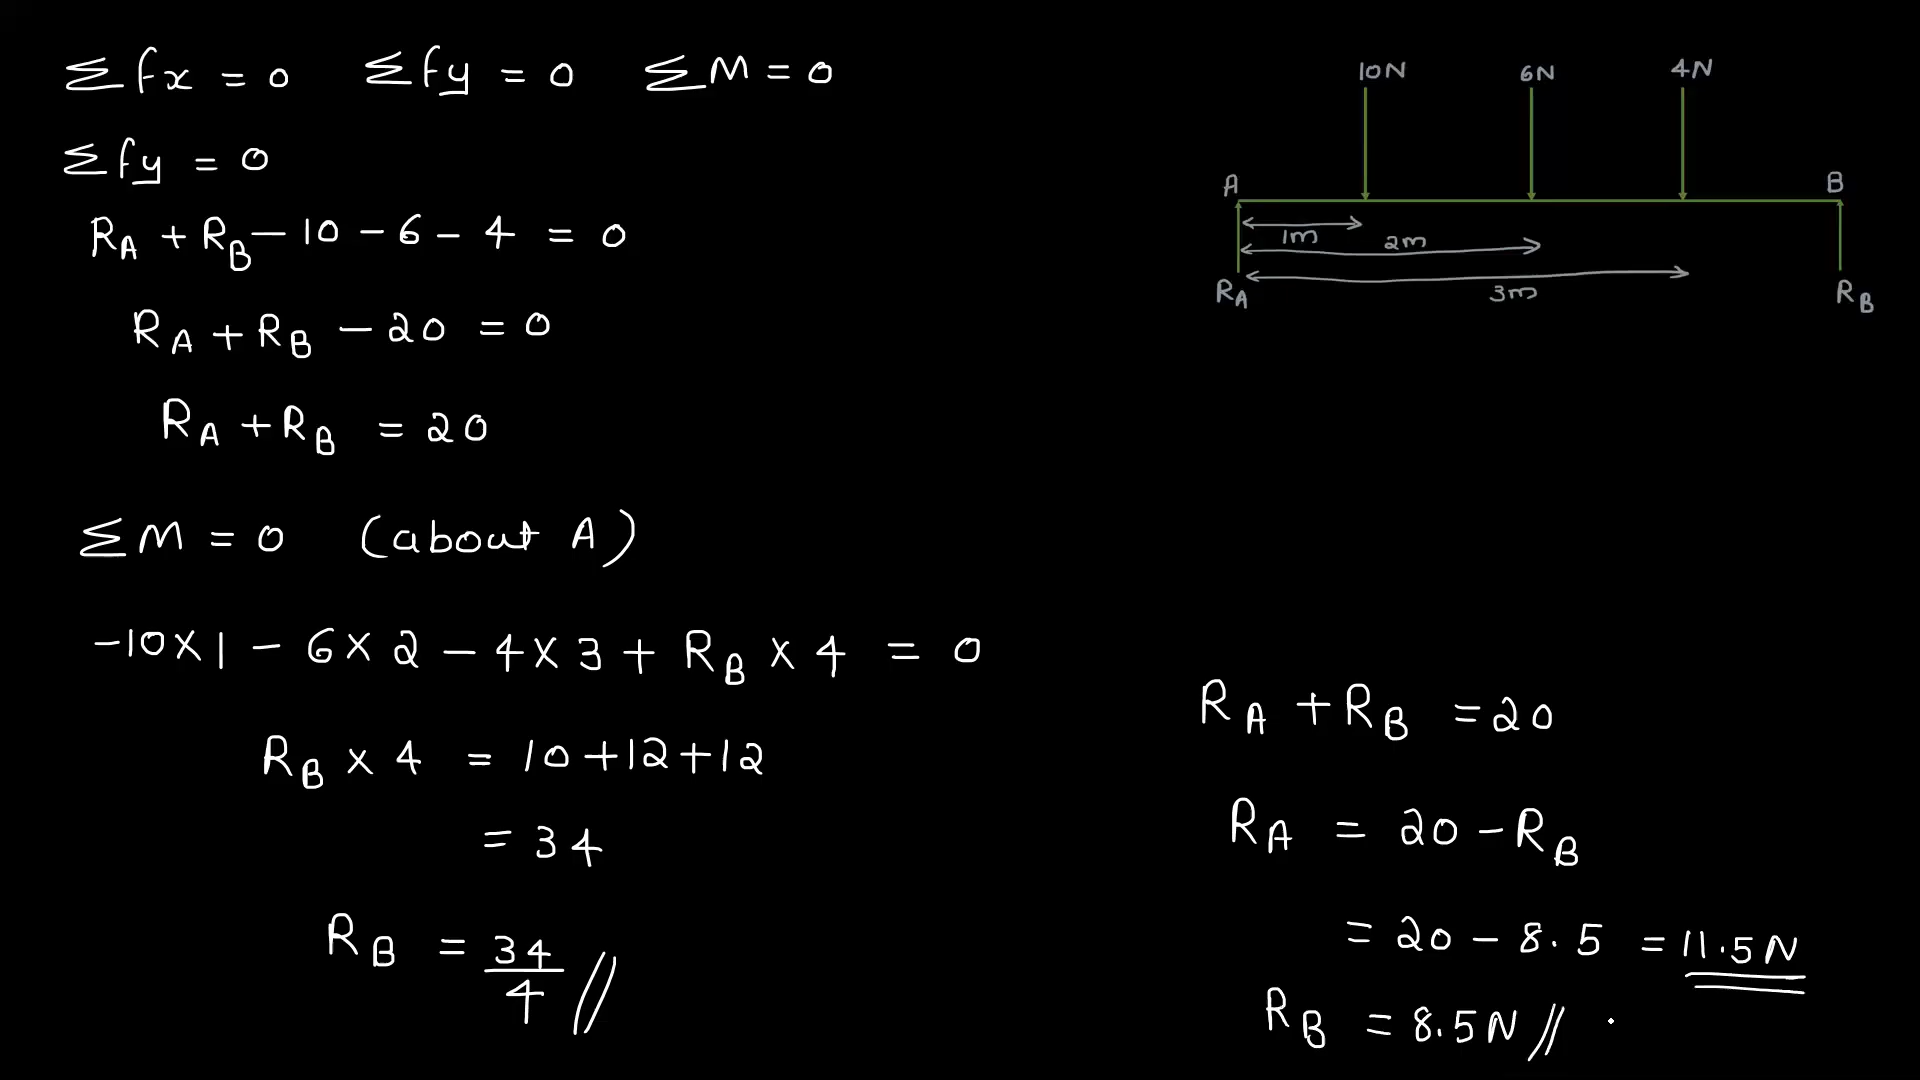 Σfx = 0 Σfy = 0 ΣM = 0
Σfy = 0
RA + RB - 10 - 6 - 4 = 0
RA + RB - 20 = 0
RA + RB = 20
ΣM = 0 (about A)
-10 × 1 - 6 × 2 - 4 × 3 + RB × 4 = 0
RB × 4 = 10 + 12 + 12
= 34
RB = 34/4 //
10N 6N 4N
A B
1m
2m
3m
RA RB
RA + RB = 20
RA = 20 - RB
= 20 - 8.5 = 11.5N
RB = 8.5N //